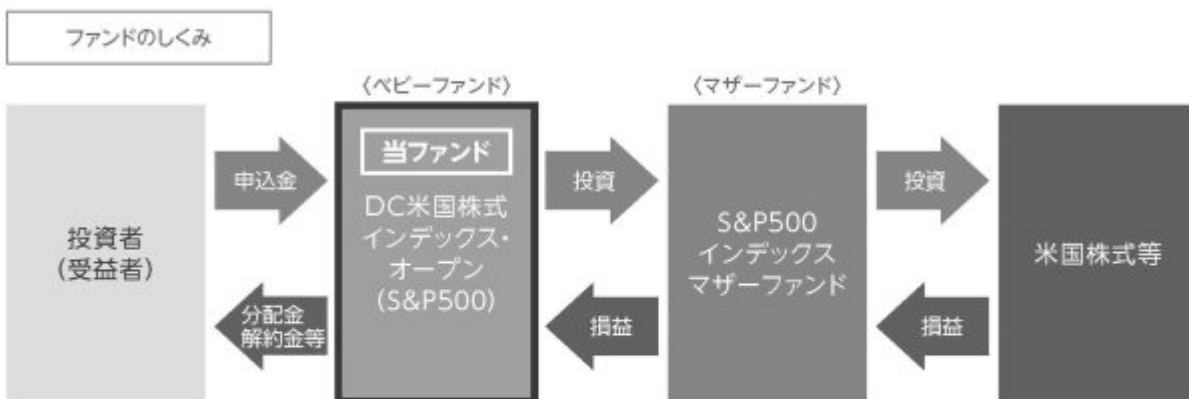 ファンドのしくみ
〈ベビーファンド〉
〈マザーファンド〉
投資者
(受益者)
申込金
分配金
解約金等
当ファンド
DC米国株式
インデックス・
オープン
(S&P500)
投資
損益
S&P500
インデックス
マザーファンド
投資
損益
米国株式等